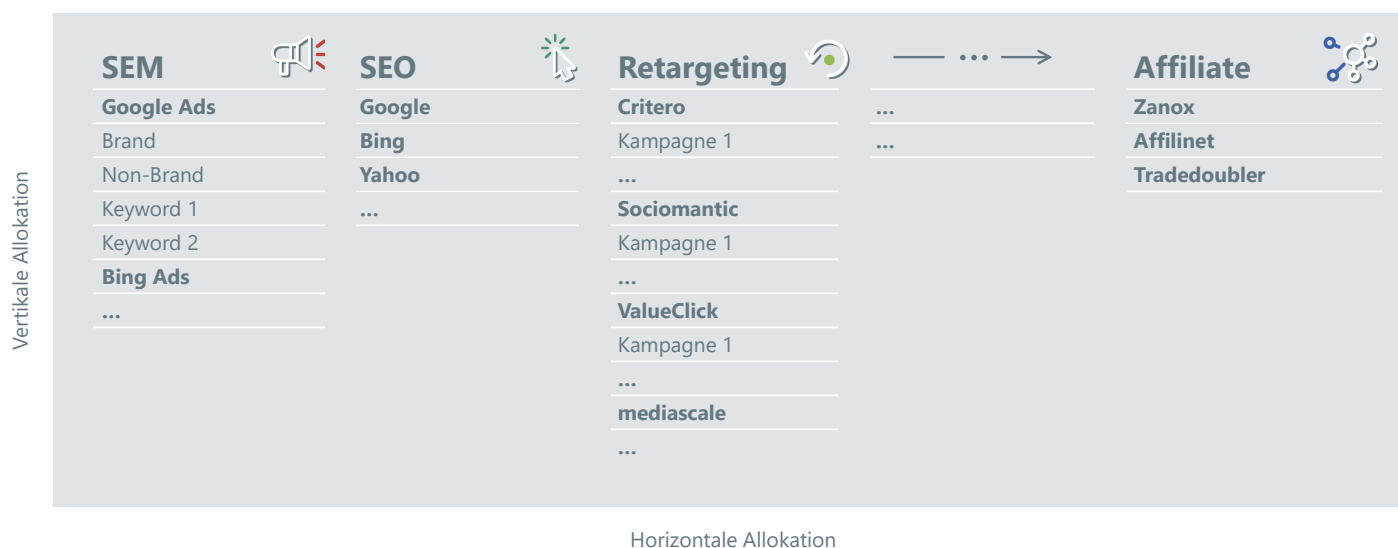 SEM
Google Ads
Brand
Non-Brand
Keyword 1
Keyword 2
Bing Ads
...
SEO
Google
Bing
Yahoo
...
Retargeting
Critero
Kampagne 1
...
Sociomantic
Kampagne 1
...
ValueClick
Kampagne 1
...
mediascale
...
...
...
...
Affiliate
Zanox
Affilinet
Tradedoubler
Vertikale Allokation
Horizontale Allokation